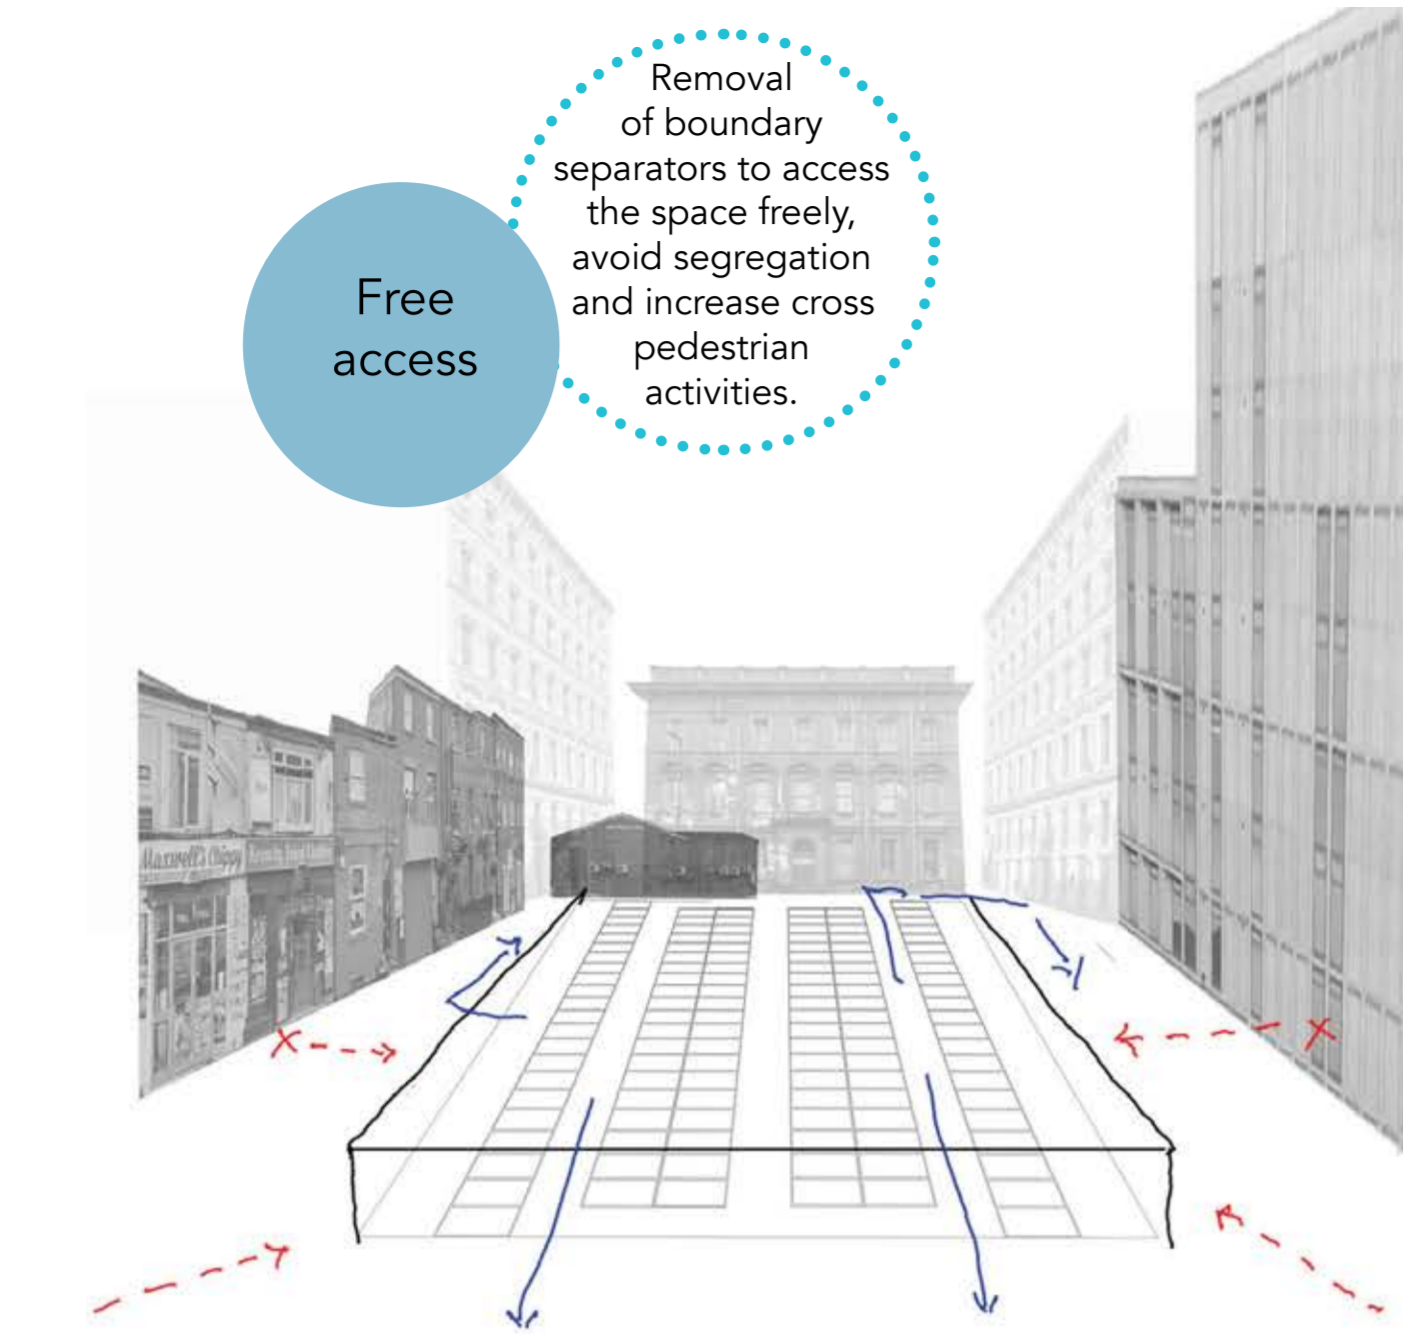 Removal
of boundary
separators to access
the space freely,
avoid segregation
and increase cross
pedestrian
activities.
Free
access
Maxwell's Chippy